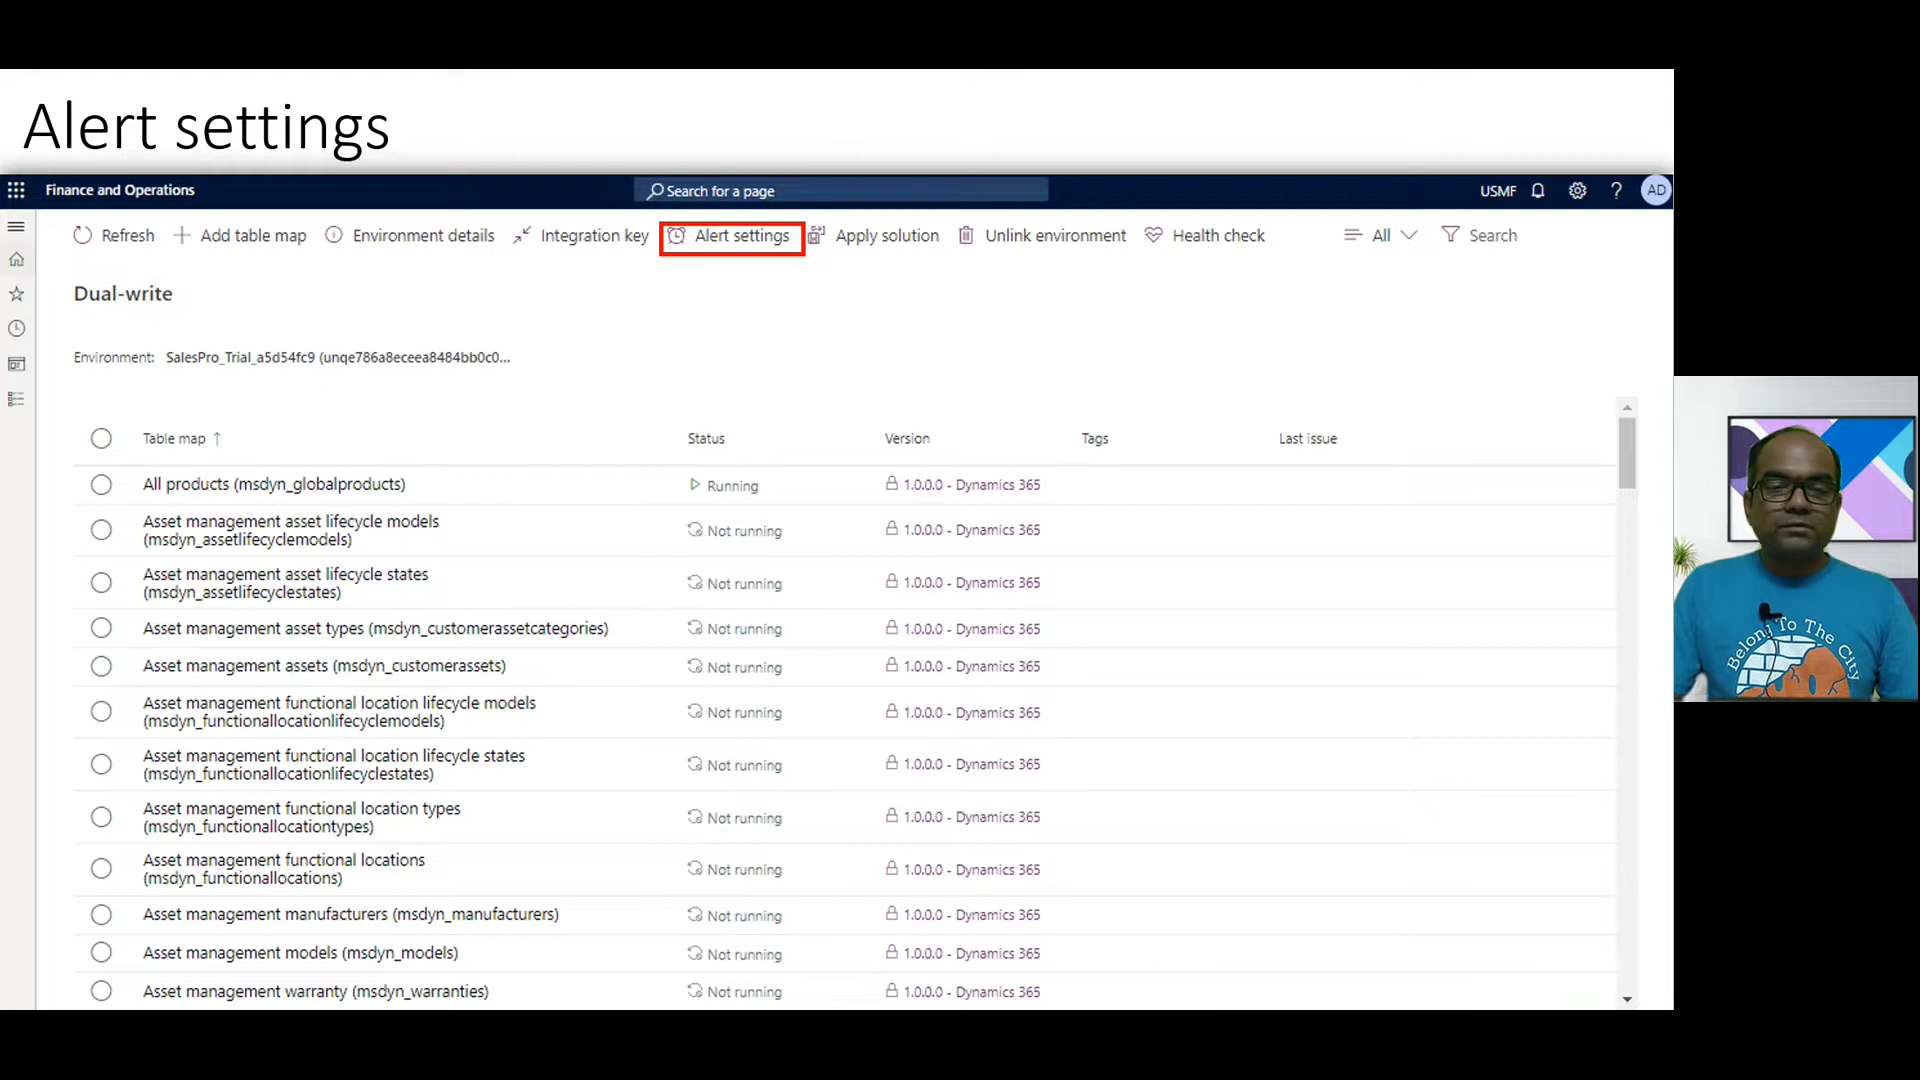 Alert settings
Finance and Operations
Search for a page
USMF
AD
Refresh
Add table map
Environment details
Integration key
Alert settings
Apply solution
Unlink environment
Health check
All
Search
Dual-write
Environment: SalesPro_Trial_a5d54fc9 (unqe786a8eceea8484bb0c0...
Table map ↑ Status Version Tags Last issue
All products (msdyn_globalproducts) Running 1.0.0.0 - Dynamics 365
Asset management asset lifecycle models
(msdyn_assetlifecyclemodels) Not running 1.0.0.0 - Dynamics 365
Asset management asset lifecycle states
(msdyn_assetlifecyclestates) Not running 1.0.0.0 - Dynamics 365
Asset management asset types (msdyn_customerassetcategories) Not running 1.0.0.0 - Dynamics 365
Asset management assets (msdyn_customerassets) Not running 1.0.0.0 - Dynamics 365
Asset management functional location lifecycle models
(msdyn_functionallocationlifecyclemodels) Not running 1.0.0.0 - Dynamics 365
Asset management functional location lifecycle states
(msdyn_functionallocationlifecyclestates) Not running 1.0.0.0 - Dynamics 365
Asset management functional location types
(msdyn_functionallocationtypes) Not running 1.0.0.0 - Dynamics 365
Asset management functional locations
(msdyn_functionallocations) Not running 1.0.0.0 - Dynamics 365
Asset management manufacturers (msdyn_manufacturers) Not running 1.0.0.0 - Dynamics 365
Asset management models (msdyn_models) Not running 1.0.0.0 - Dynamics 365
Asset management warranty (msdyn_warranties) Not running 1.0.0.0 - Dynamics 365
Belong To The City